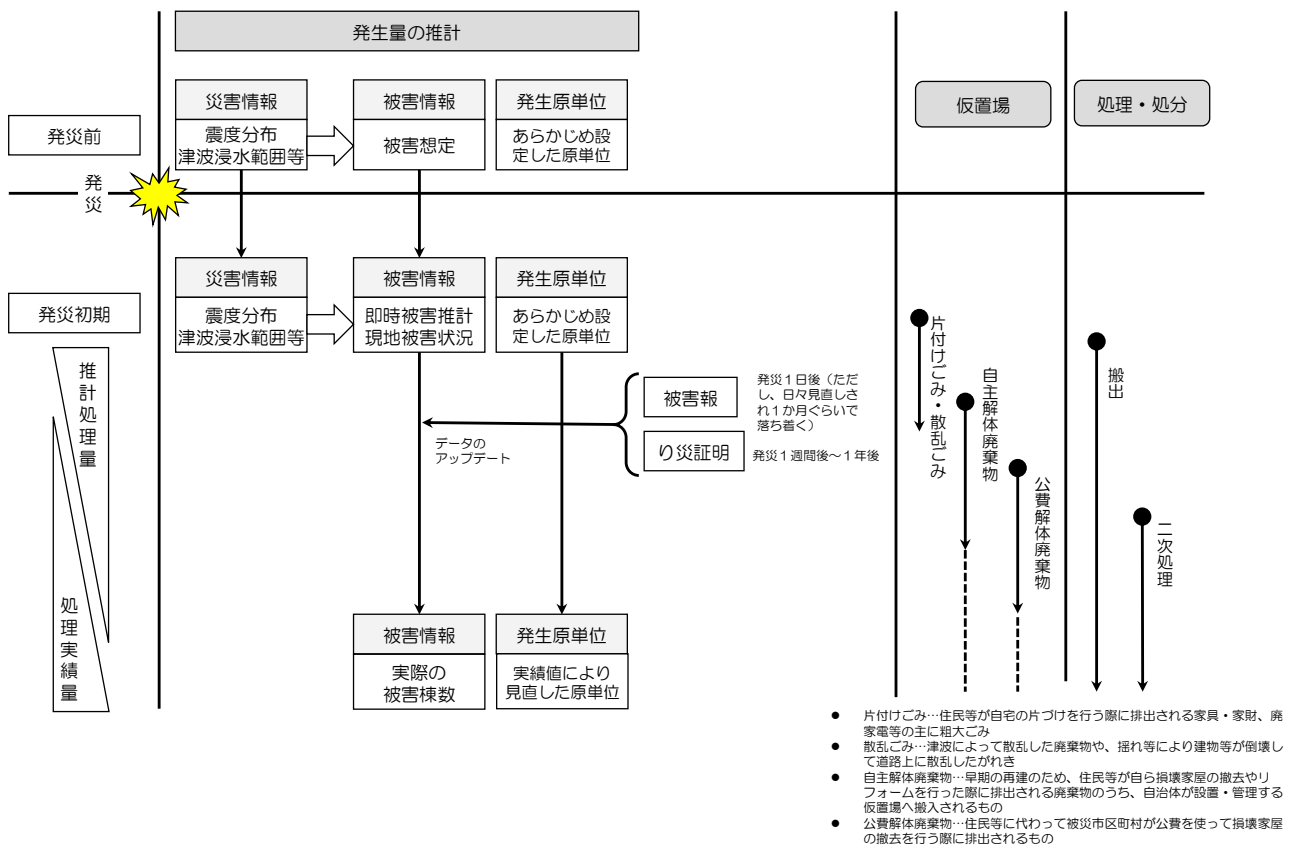 発生量の推計
仮置場
処理・処分
発災前
災害情報
震度分布
津波浸水範囲等
被害情報
被害想定
発生原単位
あらかじめ設
定した原単位
発災
発災初期
災害情報
震度分布
津波浸水範囲等
被害情報
即時被害推計
現地被害状況
発生原単位
あらかじめ設
定した原単位
推計処理量
処理実績量
データの
アップデート
被害報
発災1日後（ただ
し、日々見直しさ
れ1か月ぐらいで
落ち着く）
り災証明
発災1週間後～1年後
被害情報
実際の
被害棟数
発生原単位
実績値により
見直した原単位
片付けごみ・散乱ごみ
自主解体廃棄物
公費解体廃棄物
搬出
二次処理
● 片付けごみ…住民等が自宅の片づけを行う際に排出される家具・家財、廃
家電等の主に粗大ごみ
● 散乱ごみ…津波によって散乱した廃棄物や、揺れ等により建物等が倒壊し
て道路上に散乱したがれき
● 自主解体廃棄物…早期の再建のため、住民等が自ら損壊家屋の撤去やリ
フォームを行った際に排出される廃棄物のうち、自治体が設置・管理する
仮置場へ搬入されるもの
● 公費解体廃棄物…住民等に代わって被災市区町村が公費を使って損壊家屋
の撤去を行う際に排出されるもの